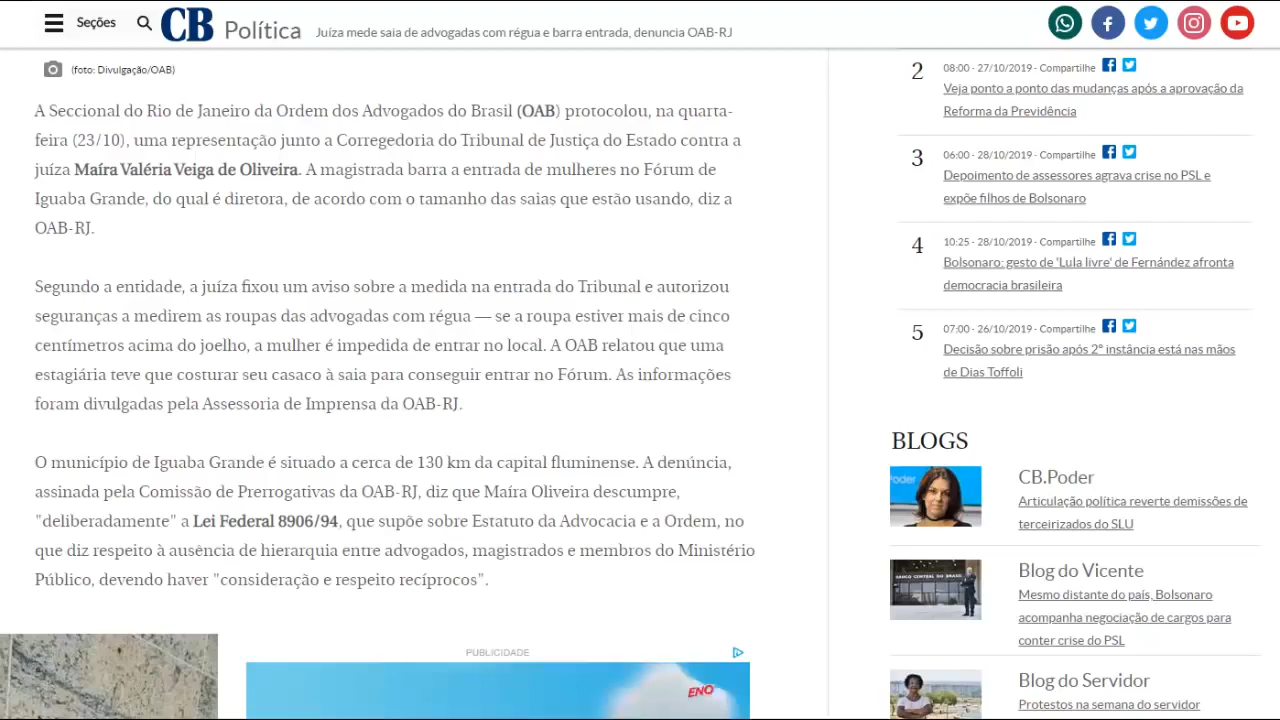 Seções
CB Política
Juíza mede saia de advogadas com régua e barra entrada, denuncia OAB-RJ
(foto: Divulgação/OAB)
A Seccional do Rio de Janeiro da Ordem dos Advogados do Brasil (OAB) protocolou, na quarta-
feira (23/10), uma representação junto a Corregedoria do Tribunal de Justiça do Estado contra a
juíza Maíra Valéria Veiga de Oliveira. A magistrada barra a entrada de mulheres no Fórum de
Iguaba Grande, do qual é diretora, de acordo com o tamanho das saias que estão usando, diz a
OAB-RJ.
Segundo a entidade, a juíza fixou um aviso sobre a medida na entrada do Tribunal e autorizou
seguranças a medirem as roupas das advogadas com régua — se a roupa estiver mais de cinco
centímetros acima do joelho, a mulher é impedida de entrar no local. A OAB relatou que uma
estagiária teve que costurar seu casaco à saia para conseguir entrar no Fórum. As informações
foram divulgadas pela Assessoria de Imprensa da OAB-RJ.
O município de Iguaba Grande é situado a cerca de 130 km da capital fluminense. A denúncia,
assinada pela Comissão de Prerrogativas da OAB-RJ, diz que Maíra Oliveira descumpre,
"deliberadamente" a Lei Federal 8906/94, que supõe sobre Estatuto da Advocacia e a Ordem, no
que diz respeito à ausência de hierarquia entre advogados, magistrados e membros do Ministério
Público, devendo haver "consideração e respeito recíprocos".
PUBLICIDADE
ENO
2
08:00 - 27/10/2019 - Compartilhe
Veja ponto a ponto das mudanças após a aprovação da
Reforma da Previdência
3
06:00 - 28/10/2019 - Compartilhe
Depoimento de assessores agrava crise no PSL e
expõe filhos de Bolsonaro
4
10:25 - 28/10/2019 - Compartilhe
Bolsonaro: gesto de 'Lula livre' de Fernández afronta
democracia brasileira
5
07:00 - 26/10/2019 - Compartilhe
Decisão sobre prisão após 2º instância está nas mãos
de Dias Toffoli
BLOGS
CB.Poder
Articulação política reverte demissões de
terceirizados do SLU
BANCO CENTRAL DO BRASIL
Blog do Vicente
Mesmo distante do país, Bolsonaro
acompanha negociação de cargos para
conter crise do PSL
Blog do Servidor
Protestos na semana do servidor